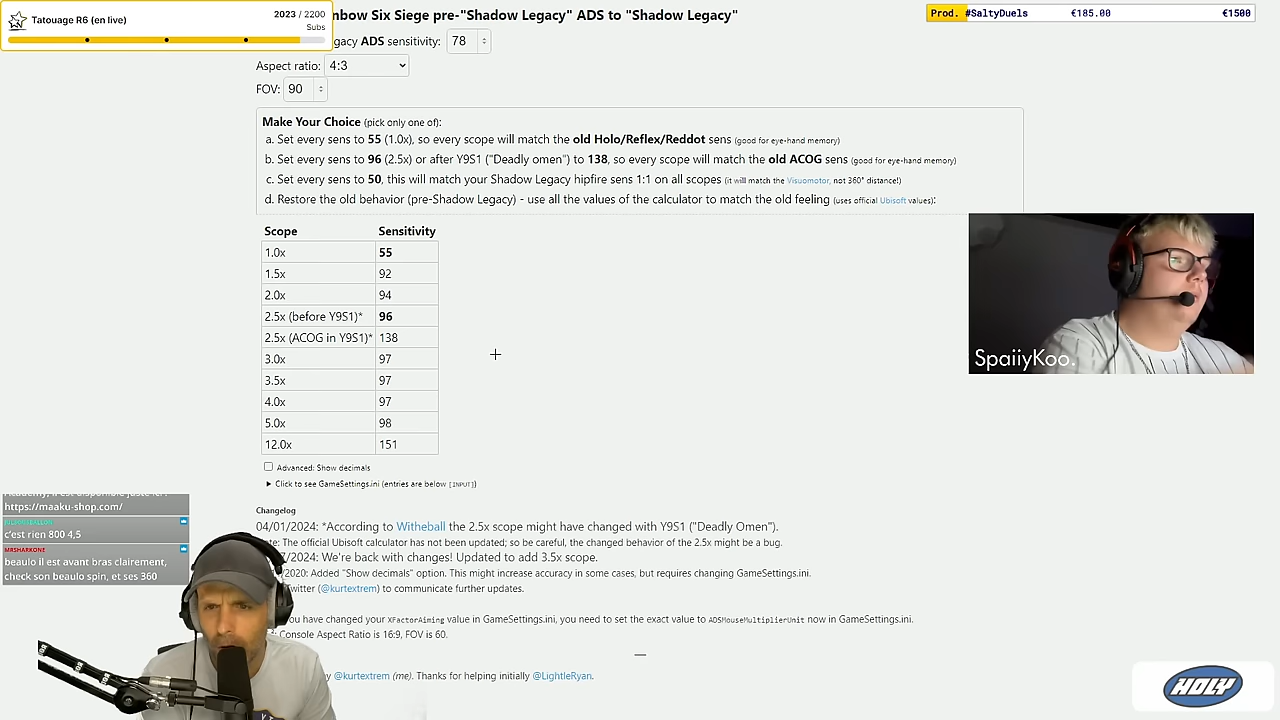 Tatouage R6 (en live)
2023 / 2200
Subs
nbow Six Siege pre-"Shadow Legacy" ADS to "Shadow Legacy"
Prod. #SaltyDuels €185.00 €1500
gacy ADS sensitivity: 78
Aspect ratio: 4:3
FOV: 90
Make Your Choice (pick only one of):
a. Set every sens to 55 (1.0x), so every scope will match the old Holo/Reflex/Reddot sens (good for eye-hand memory)
b. Set every sens to 96 (2.5x) or after Y9S1 ("Deadly omen") to 138, so every scope will match the old ACOG sens (good for eye-hand memory)
c. Set every sens to 50, this will match your Shadow Legacy hipfire sens 1:1 on all scopes (it will match the Visuomotor, not 360° distance!)
d. Restore the old behavior (pre-Shadow Legacy) - use all the values of the calculator to match the old feeling (uses official Ubisoft values):
Scope Sensitivity
1.0x 55
1.5x 92
2.0x 94
2.5x (before Y9S1)* 96
2.5x (ACOG in Y9S1)* 138
3.0x 97
3.5x 97
4.0x 97
5.0x 98
12.0x 151
SpaiiyKoo.
Advanced: Show decimals
Click to see GameSettings.ini (entries are below [INPUT])
https://maaku-shop.com/
c'est rien 800 4,5
MRSHARKONE
beaulo il est avant bras clairement,
check son beaulo spin, et ses 360
Changelog
04/01/2024: *According to Witheball the 2.5x scope might have changed with Y9S1 ("Deadly Omen").
te: The official Ubisoft calculator has not been updated; so be careful, the changed behavior of the 2.5x might be a bug.
7/2024: We're back with changes! Updated to add 3.5x scope.
/2020: Added "Show decimals" option. This might increase accuracy in some cases, but requires changing GameSettings.ini.
Twitter (@kurtextrem) to communicate further updates.
you have changed your XFactorAiming value in GameSettings.ini, you need to set the exact value to ADSMouseMultiplierUnit now in GameSettings.ini.
Console Aspect Ratio is 16:9, FOV is 60.
y @kurtextrem (me). Thanks for helping initially @LightleRyan.
HOLY